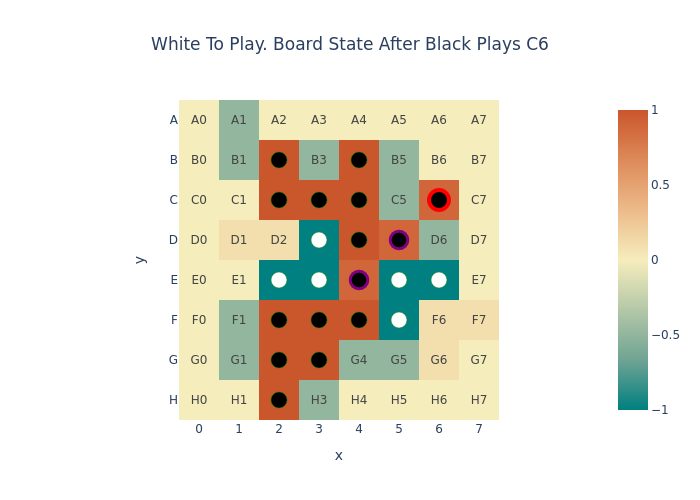 White To Play. Board State After Black Plays C6
A A0 A1 A2 A3 A4 A5 A6 A7
B B0 B1 B3 B5 B6 B7
C C0 C1 C5 C7
D D0 D1 D2 D6 D7
E E0 E1 E7
F F0 F1 F6 F7
G G0 G1 G4 G5 G6 G7
H H0 H1 H3 H4 H5 H6 H7
0 1 2 3 4 5 6 7
x
y
1
0.5
0
−0.5
−1